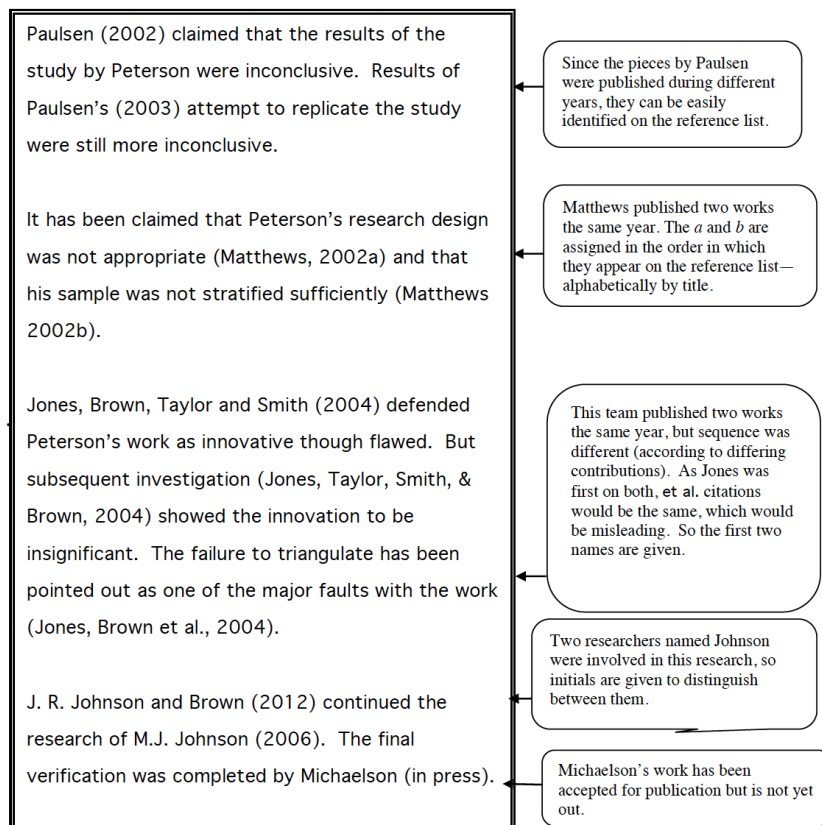 Paulsen (2002) claimed that the results of the
study by Peterson were inconclusive.  Results of
Paulsen's (2003) attempt to replicate the study
were still more inconclusive.
Since the pieces by Paulsen
were published during different
years, they can be easily
identified on the reference list.
It has been claimed that Peterson's research design
was not appropriate (Matthews, 2002a) and that
his sample was not stratified sufficiently (Matthews
2002b).
Matthews published two works
the same year. The a and b are
assigned in the order in which
they appear on the reference list—
alphabetically by title.
Jones, Brown, Taylor and Smith (2004) defended
Peterson's work as innovative though flawed.  But
subsequent investigation (Jones, Taylor, Smith, &
Brown, 2004) showed the innovation to be
insignificant.  The failure to triangulate has been
pointed out as one of the major faults with the work
(Jones, Brown et al., 2004).
This team published two works
the same year, but sequence was
different (according to differing
contributions).  As Jones was
first on both, et al. citations
would be the same, which would
be misleading.  So the first two
names are given.
J. R. Johnson and Brown (2012) continued the
research of M.J. Johnson (2006).  The final
verification was completed by Michaelson (in press).
Two researchers named Johnson
were involved in this research, so
initials are given to distinguish
between them.
Michaelson's work has been
accepted for publication but is not yet
out.